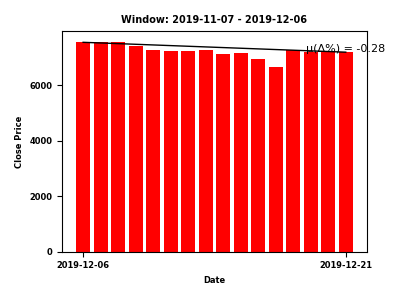 Window: 2019-11-07 - 2019-12-06
μ(Δ%) = -0.28
6000
4000
2000
0
Close Price
2019-12-06
2019-12-21
Date